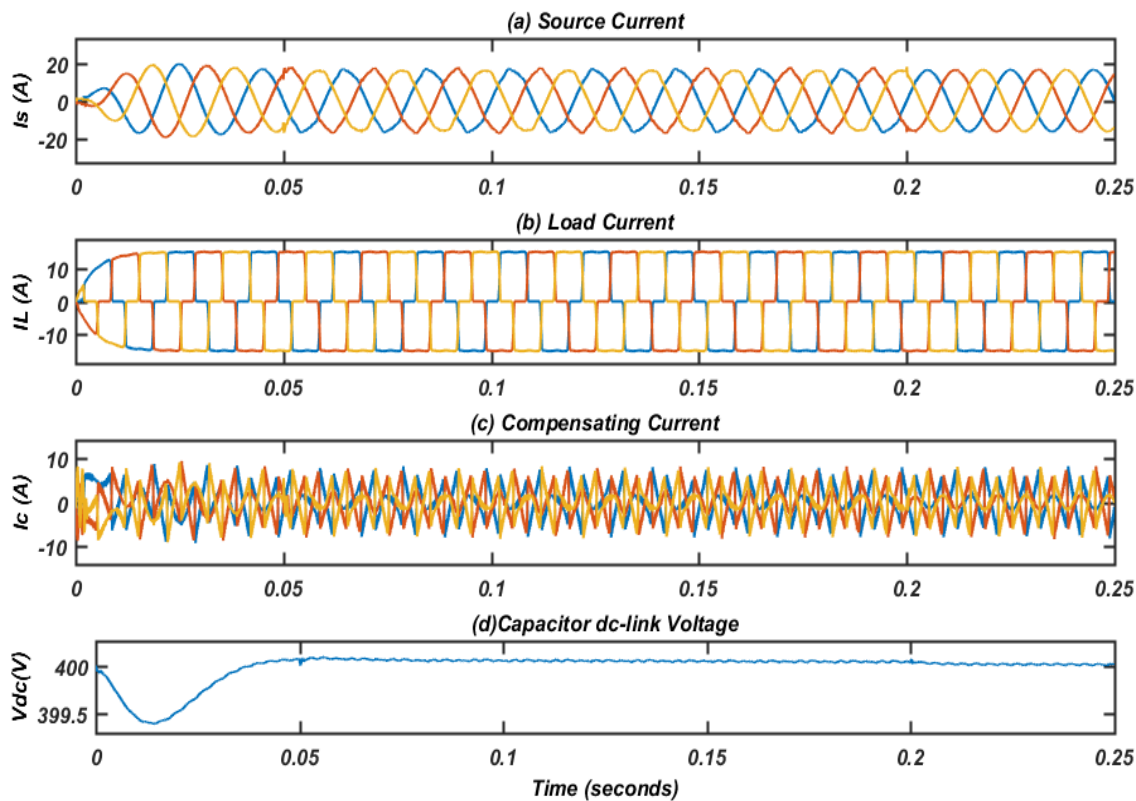 (a) Source Current
Is (A)
20
0
-20
0 0.05 0.1 0.15 0.2 0.25
(b) Load Current
IL (A)
10
0
-10
0 0.05 0.1 0.15 0.2 0.25
(c) Compensating Current
Ic (A)
10
0
-10
0 0.05 0.1 0.15 0.2 0.25
(d)Capacitor dc-link Voltage
Vdc(V)
400
399.5
0 0.05 0.1 0.15 0.2 0.25
Time (seconds)